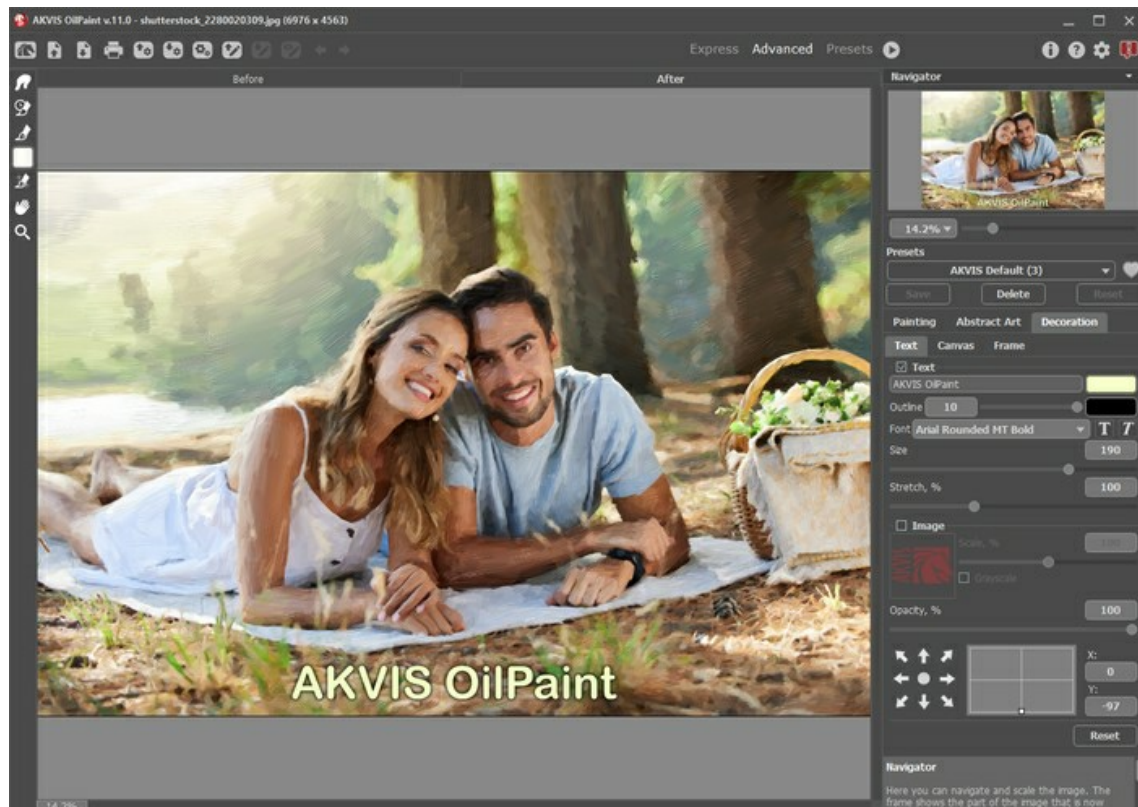 AKVIS OilPaint v.11.0 - shutterstock_2280020309.jpg (6976 x 4563)
Express Advanced Presets
Before After
Navigator
14.2%
Presets
AKVIS Default (3)
Save Delete Reset
Painting Abstract Art Decoration
Text Canvas Frame
Text
AKVIS OilPaint
Outline 10
Font Arial Rounded MT Bold T T
Size 190
Stretch, % 100
Image
Scale, % 100
Grayscale
Opacity, % 100
X:
0
Y:
-97
Reset
AKVIS OilPaint
Navigator
Here you can navigate and scale the image. The
frame shows the part of the image that is now
14.2%